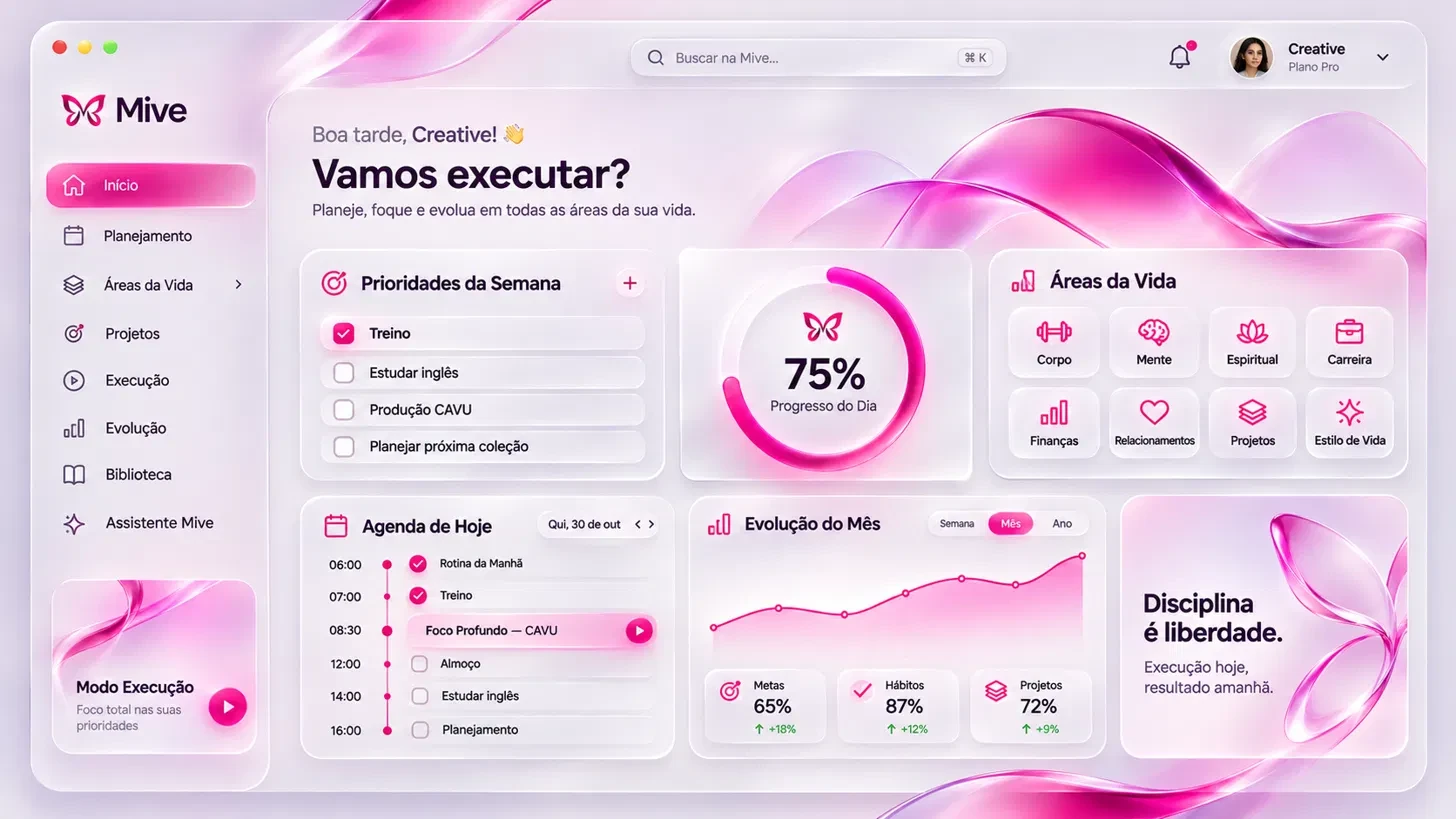 Buscar na Mive...
⌘ K
Creative
Plano Pro
Mive
Início
Planejamento
Áreas da Vida
Projetos
Execução
Evolução
Biblioteca
Assistente Mive
Modo Execução
Foco total nas suas
prioridades
Boa tarde, Creative! 👋
Vamos executar?
Planeje, foque e evolua em todas as áreas da sua vida.
Prioridades da Semana
Treino
Estudar inglês
Produção CAVU
Planejar próxima coleção
75%
Progresso do Dia
Áreas da Vida
Corpo
Mente
Espiritual
Carreira
Finanças
Relacionamentos
Projetos
Estilo de Vida
Agenda de Hoje
Qui, 30 de out
06:00 Rotina da Manhã
07:00 Treino
08:30 Foco Profundo — CAVU
12:00 Almoço
14:00 Estudar inglês
16:00 Planejamento
Evolução do Mês
Semana
Mês
Ano
Metas
65%
↑ +18%
Hábitos
87%
↑ +12%
Projetos
72%
↑ +9%
Disciplina
é liberdade.
Execução hoje,
resultado amanhã.